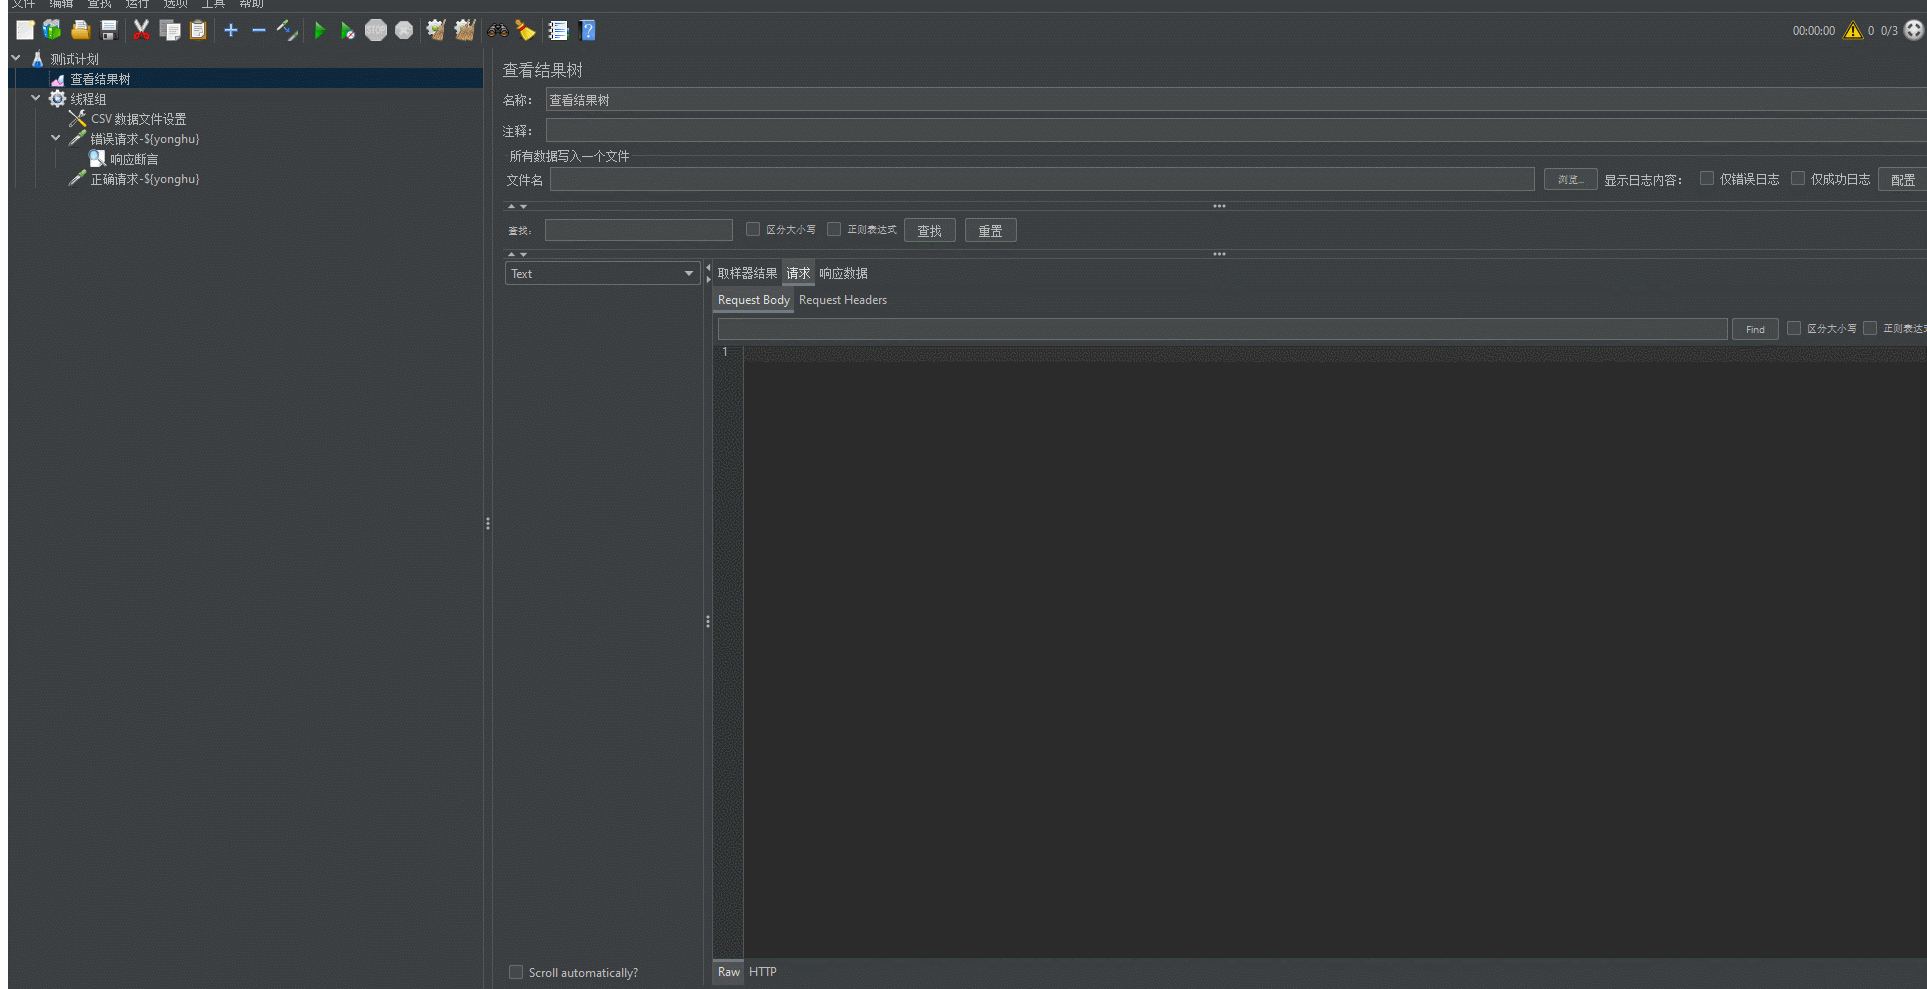 文件 编辑 查找 运行 选项 工具 帮助
STOP
00:00:00 0 0/3
测试计划
查看结果树
线程组
CSV 数据文件设置
错误请求-${yonghu}
响应断言
正确请求-${yonghu}
查看结果树
名称： 查看结果树
注释：
所有数据写入一个文件
文件名 浏览... 显示日志内容： 仅错误日志 仅成功日志 配置
查找： 区分大小写 正则表达式 查找 重置
Text
取样器结果 请求 响应数据
Request Body Request Headers
Find 区分大小写 正则表达式
1
Scroll automatically?
Raw HTTP